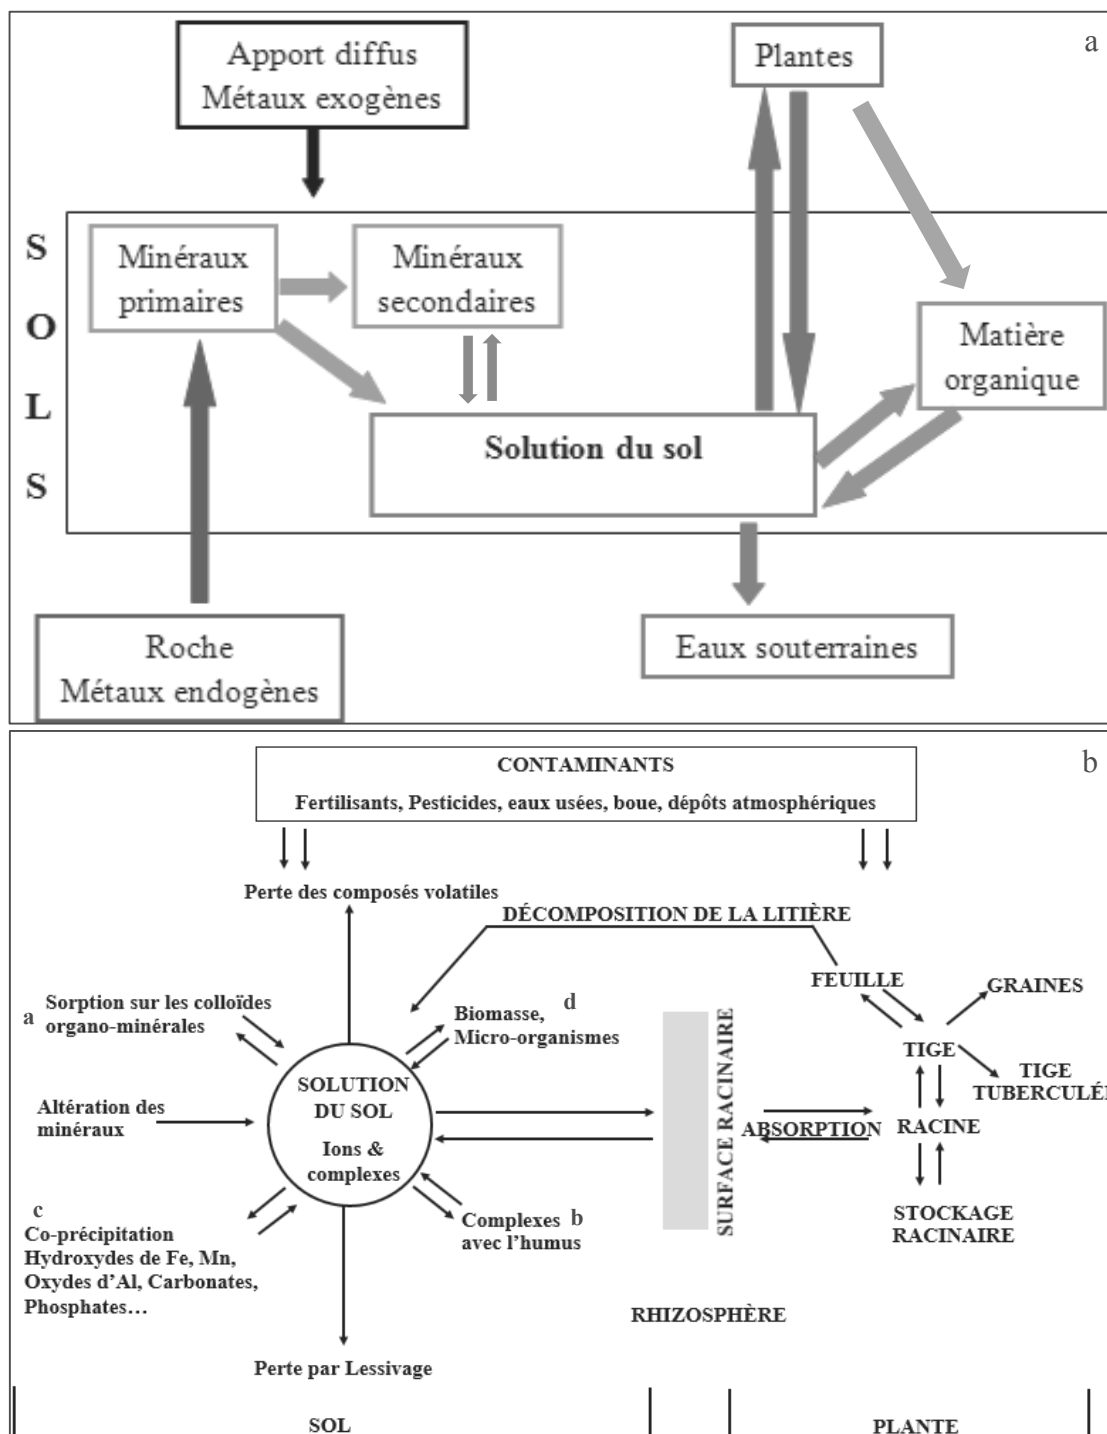 a
Apport diffus
Métaux exogènes
Plantes
S
O
L
S
Minéraux
primaires
Minéraux
secondaires
Matière
organique
Solution du sol
Roche
Métaux endogènes
Eaux souterraines
b
CONTAMINANTS
Fertilisants, Pesticides, eaux usées, boue, dépôts atmosphériques
Perte des composés volatiles
DÉCOMPOSITION DE LA LITIÈRE
FEUILLE
GRAINES
a
Sorption sur les colloïdes
organo-minérales
Biomasse,
Micro-organismes
d
TIGE
TIGE
TUBERCULÉE
SOLUTION
DU SOL
Ions &
complexes
Altération des
minéraux
SURFACE RACINAIRE
ABSORPTION
RACINE
c
Co-précipitation
Hydroxydes de Fe, Mn,
Oxydes d’Al, Carbonates,
Phosphates…
Complexes
avec l’humus
b
STOCKAGE
RACINAIRE
RHIZOSPHÈRE
Perte par Lessivage
SOL
PLANTE